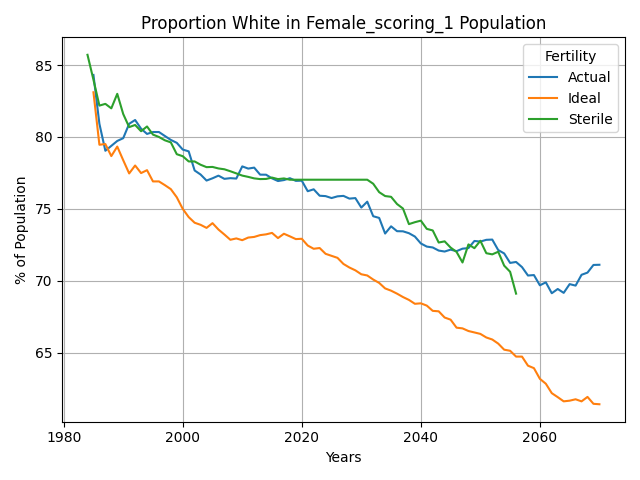 Proportion White in Female_scoring_1 Population
Fertility
Actual
Ideal
Sterile
% of Population
85
80
75
70
65
1980
2000
2020
2040
2060
Years